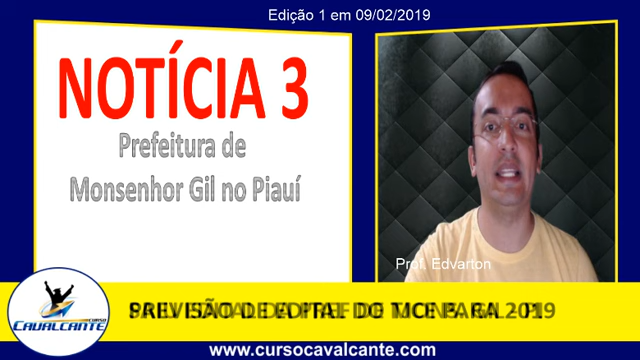 Edição 1 em 09/02/2019
NOTÍCIA 3
Prefeitura de
Monsenhor Gil no Piauí
Prof. Edvarton
CURSO
CAVALCANTE
www.cursocavalcante.com